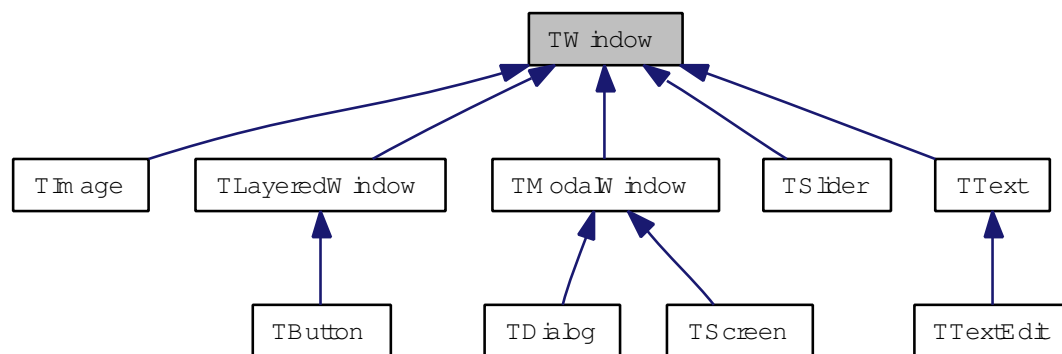 TWindow
TImage
TLayeredWindow
TModalWindow
TSlider
TText
TButton
TDialog
TScreen
TTextEdit